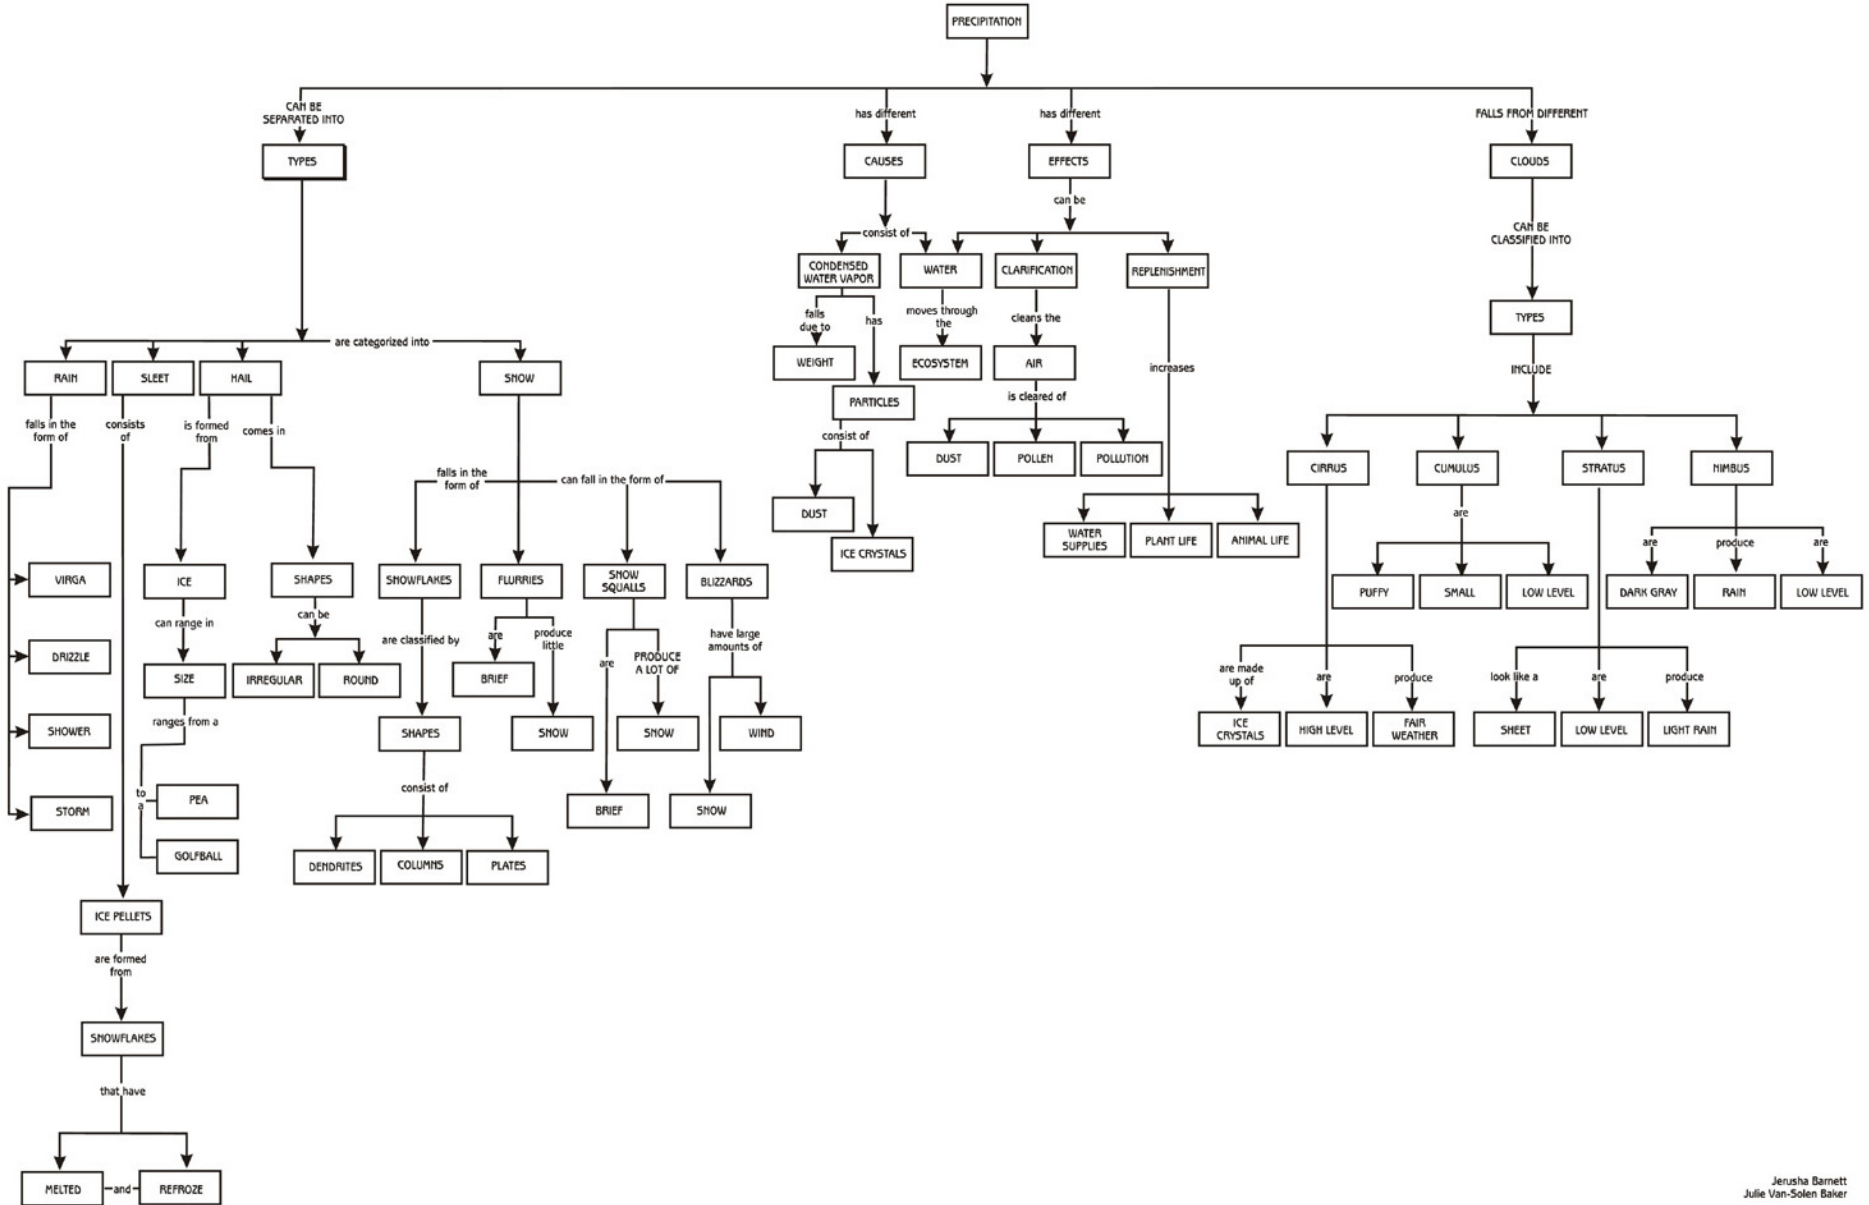 PRECIPITATION
CAN BE
SEPARATED INTO
has different
has different
FALLS FROM DIFFERENT
TYPES
CAUSES
EFFECTS
CLOUDS
can be
consist of
CAN BE
CLASSIFIED INTO
CONDENSED
WATER VAPOR
WATER
CLARIFICATION
REPLENISHMENT
falls
due to
has
moves through
the
cleans the
TYPES
are categorized into
WEIGHT
ECOSYSTEM
AIR
increases
INCLUDE
RAIN
SLEET
HAIL
SNOW
PARTICLES
is cleared of
falls in the
form of
consists
of
is formed
from
comes in
consist of
DUST
POLLEN
POLLUTION
CIRRUS
CUMULUS
STRATUS
NIMBUS
falls in the
form of
can fall in the form of
DUST
ICE CRYSTALS
WATER
SUPPLIES
PLANT LIFE
ANIMAL LIFE
are
are
produce
are
VIRGA
ICE
SHAPES
SNOWFLAKES
FLURRIES
SNOW
SQUALLS
BLIZZARDS
PUFFY
SMALL
LOW LEVEL
DARK GRAY
RAIN
LOW LEVEL
can range in
can be
are classified by
are
produce
little
are
PRODUCE
A LOT OF
have large
amounts of
DRIZZLE
SIZE
IRREGULAR
ROUND
BRIEF
are made
up of
are
produce
look like a
are
produce
ranges from a
SHOWER
SHAPES
SNOW
SNOW
WIND
ICE
CRYSTALS
HIGH LEVEL
FAIR
WEATHER
SHEET
LOW LEVEL
LIGHT RAIN
consist of
to
a
PEA
STORM
BRIEF
SNOW
GOLFBALL
DENDRITES
COLUMNS
PLATES
ICE PELLETS
are formed
from
SNOWFLAKES
that have
MELTED
and
REFROZE
Jerusha Barnett
Julie Van-Solen Baker